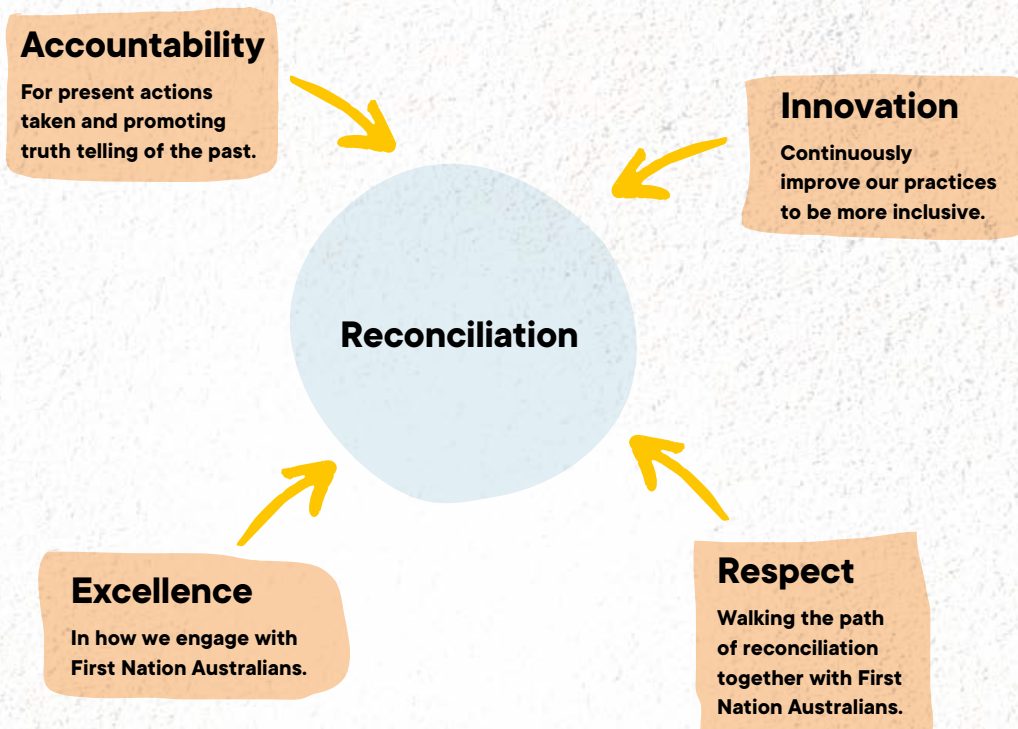 Accountability
For present actions
taken and promoting
truth telling of the past.
Innovation
Continuously
improve our practices
to be more inclusive.
Reconciliation
Excellence
In how we engage with
First Nation Australians.
Respect
Walking the path
of reconciliation
together with First
Nation Australians.